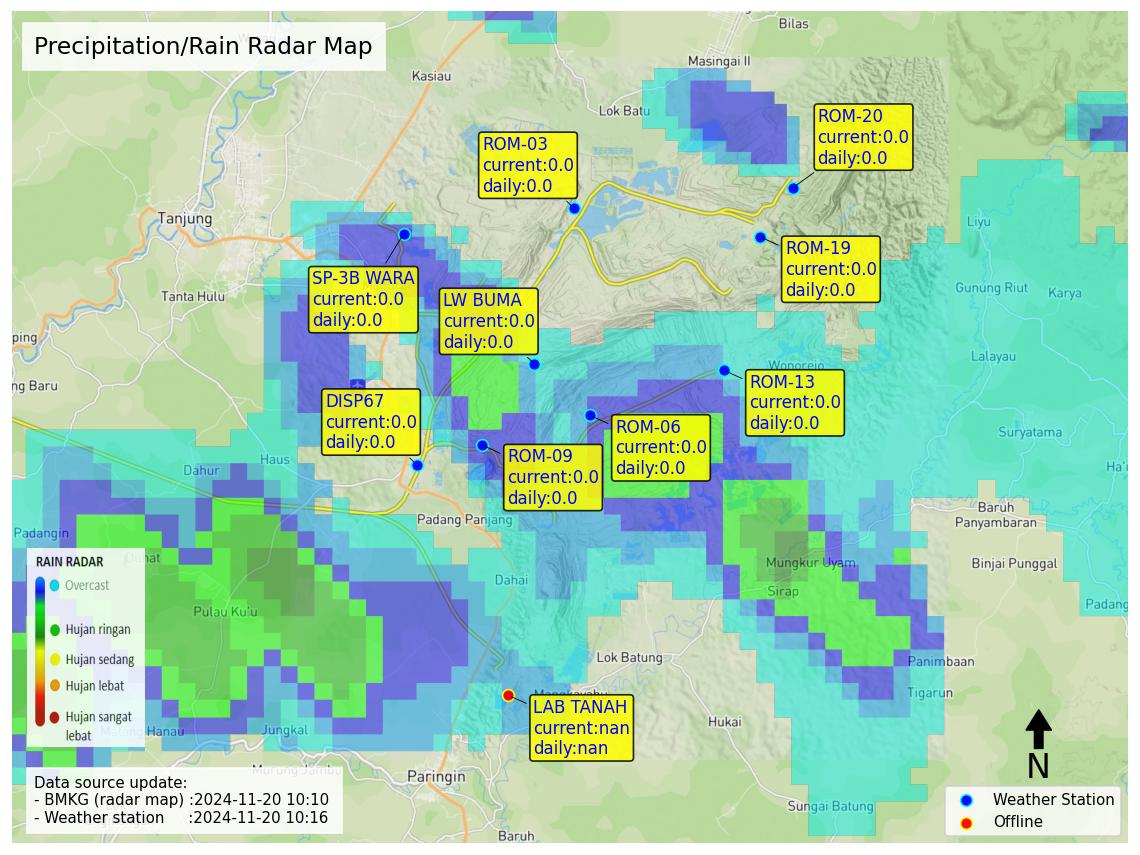 Precipitation/Rain Radar Map
Bilas
Masingai II
Kasiau
Lok Batu
ROM-20
current:0.0
daily:0.0
ROM-03
current:0.0
daily:0.0
Tanjung
Liyu
ROM-19
current:0.0
daily:0.0
SP-3B WARA
current:0.0
daily:0.0
LW BUMA
current:0.0
daily:0.0
Tanta Hulu
Gunung Riut
Karya
ping
Lalayau
Wonorejo
ng Baru
ROM-13
current:0.0
daily:0.0
DISP67
current:0.0
daily:0.0
ROM-06
current:0.0
daily:0.0
Suryatama
ROM-09
current:0.0
daily:0.0
Haus
Dahur
Ha'u
Padangin
Padang Panjang
Baruh
Panyambaran
Mungkur Uyam
Binjai Punggal
Dahai
Sirap
Padang
Pulau Ku'u
RAIN RADAR
Overcast
Hujan ringan
Hujan sedang
Hujan lebat
Hujan sangat
lebat
Lok Batung
Panimbaan
Tigarun
LAB TANAH
current:nan
daily:nan
Hukai
Hanau
Jungkal
Murung Jambu
Paringin
Sungai Batung
Baruh
N
Data source update:
- BMKG (radar map) :2024-11-20 10:10
- Weather station :2024-11-20 10:16
Weather Station
Offline